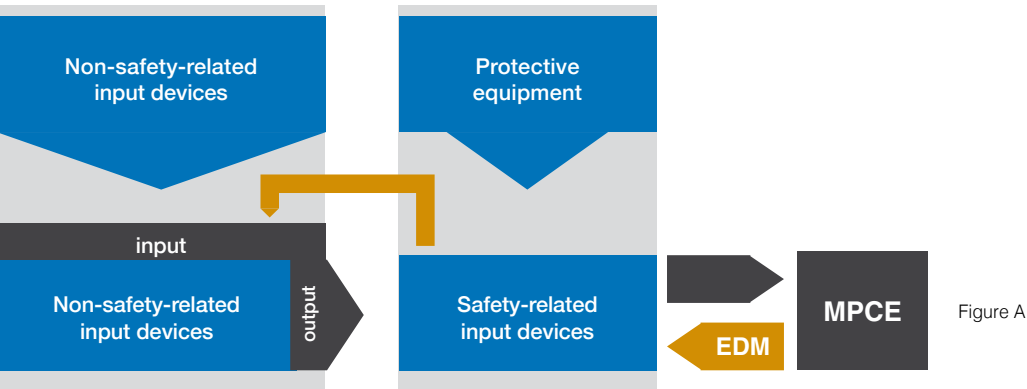 Non-safety-related
input devices
Protective
equipment
input
Non-safety-related
input devices
output
Safety-related
input devices
MPCE
EDM
Figure A